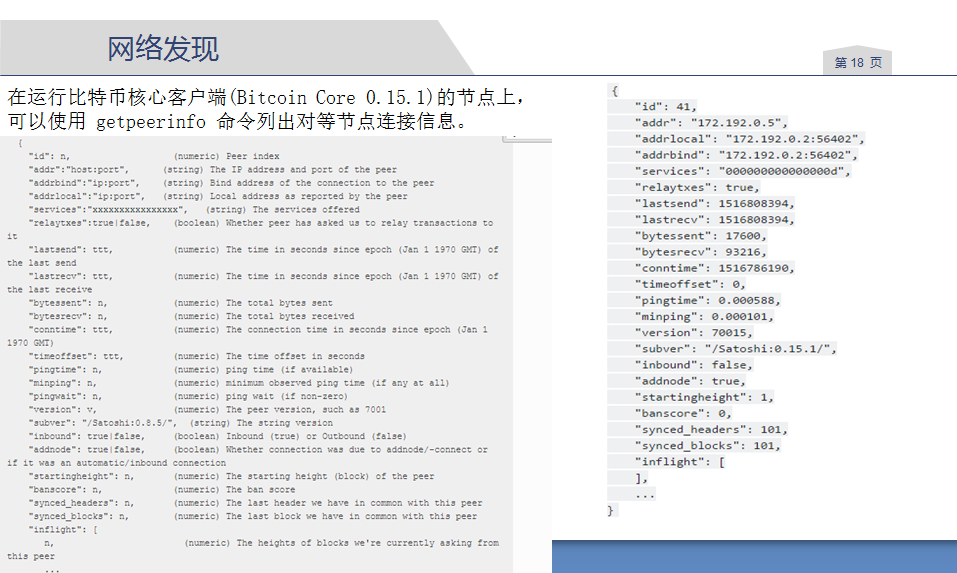 网络发现
第 18 页
在运行比特币核心客户端(Bitcoin Core 0.15.1)的节点上，
可以使用 getpeerinfo 命令列出对等节点连接信息。
{
"id": n, (numeric) Peer index
"addr":"host:port", (string) The IP address and port of the peer
"addrbind":"ip:port", (string) Bind address of the connection to the peer
"addrlocal":"ip:port", (string) Local address as reported by the peer
"services":"xxxxxxxxxxxxxxxx", (string) The services offered
"relaytxes":true|false, (boolean) Whether peer has asked us to relay transactions to
it
"lastsend": ttt, (numeric) The time in seconds since epoch (Jan 1 1970 GMT) of
the last send
"lastrecv": ttt, (numeric) The time in seconds since epoch (Jan 1 1970 GMT) of
the last receive
"bytessent": n, (numeric) The total bytes sent
"bytesrecv": n, (numeric) The total bytes received
"conntime": ttt, (numeric) The connection time in seconds since epoch (Jan 1
1970 GMT)
"timeoffset": ttt, (numeric) The time offset in seconds
"pingtime": n, (numeric) ping time (if available)
"minping": n, (numeric) minimum observed ping time (if any at all)
"pingwait": n, (numeric) ping wait (if non-zero)
"version": v, (numeric) The peer version, such as 7001
"subver": "/Satoshi:0.8.5/", (string) The string version
"inbound": true|false, (boolean) Inbound (true) or Outbound (false)
"addnode": true|false, (boolean) Whether connection was due to addnode/-connect or
if it was an automatic/inbound connection
"startingheight": n, (numeric) The starting height (block) of the peer
"banscore": n, (numeric) The ban score
"synced_headers": n, (numeric) The last header we have in common with this peer
"synced_blocks": n, (numeric) The last block we have in common with this peer
"inflight": [
n, (numeric) The heights of blocks we're currently asking from
this peer
...
{
"id": 41,
"addr": "172.192.0.5",
"addrlocal": "172.192.0.2:56402",
"addrbind": "172.192.0.2:56402",
"services": "000000000000000d",
"relaytxes": true,
"lastsend": 1516808394,
"lastrecv": 1516808394,
"bytessent": 17600,
"bytesrecv": 93216,
"conntime": 1516786190,
"timeoffset": 0,
"pingtime": 0.000588,
"minping": 0.000101,
"version": 70015,
"subver": "/Satoshi:0.15.1/",
"inbound": false,
"addnode": true,
"startingheight": 1,
"banscore": 0,
"synced_headers": 101,
"synced_blocks": 101,
"inflight": [
],
...
}